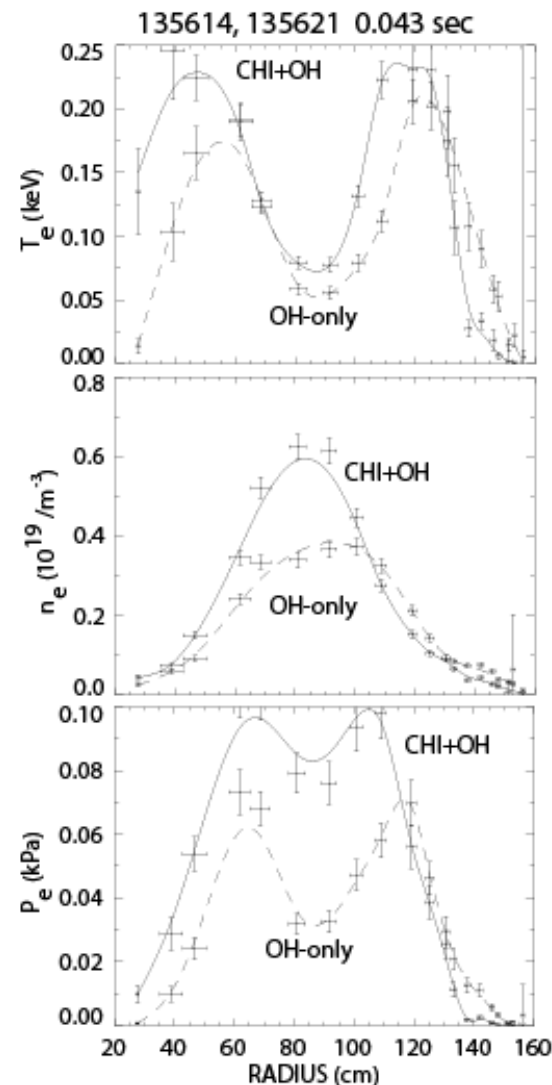 135614, 135621 0.043 sec
0.25
0.20
0.15
0.10
0.05
0.00
Te (keV)
CHI+OH
OH-only
0.8
0.6
0.4
0.2
0.0
ne (10^19 /m^-3)
CHI+OH
OH-only
0.10
0.08
0.06
0.04
0.02
0.00
Pe (kPa)
CHI+OH
OH-only
20 40 60 80 100 120 140 160
RADIUS (cm)